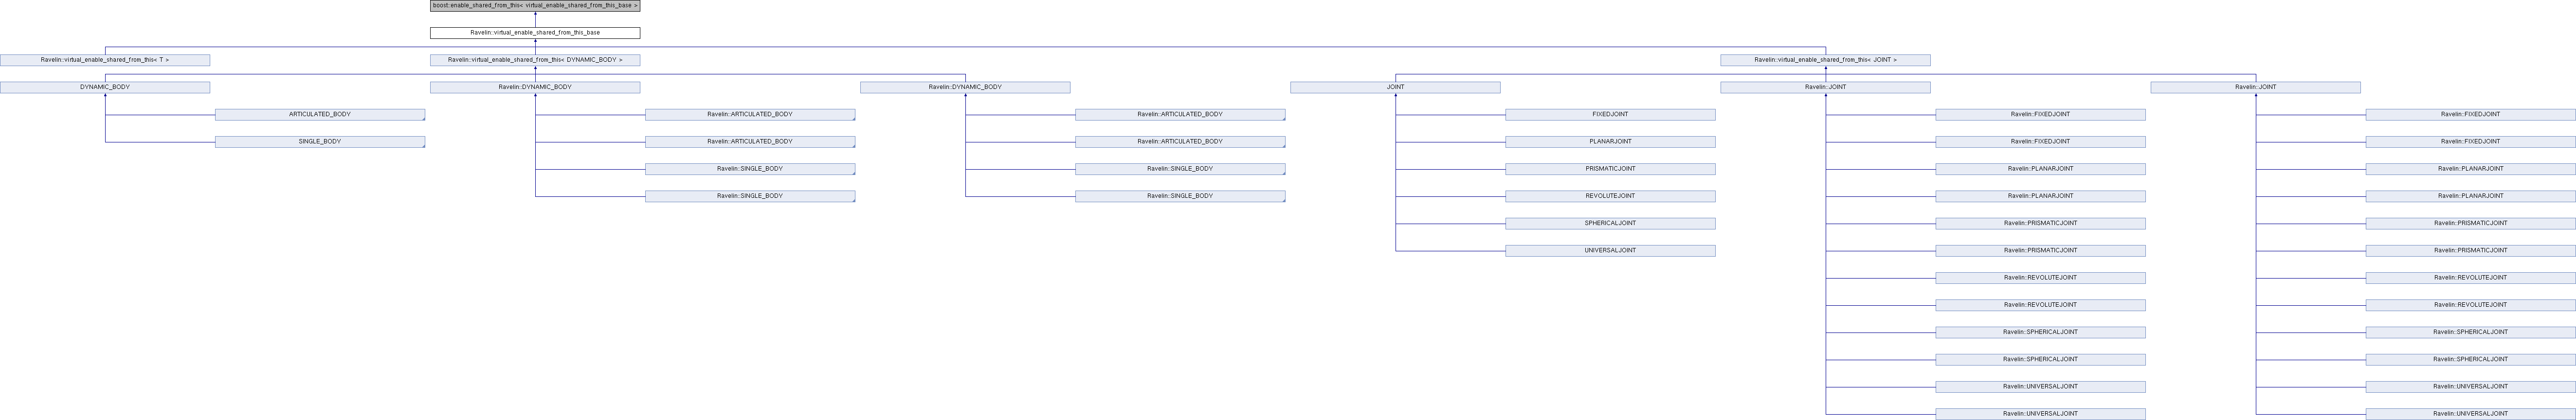 boost::enable_shared_from_this< virtual_enable_shared_from_this_base >
Ravelin::virtual_enable_shared_from_this_base
Ravelin::virtual_enable_shared_from_this< T >
Ravelin::virtual_enable_shared_from_this< DYNAMIC_BODY >
Ravelin::virtual_enable_shared_from_this< JOINT >
DYNAMIC_BODY
Ravelin::DYNAMIC_BODY
Ravelin::DYNAMIC_BODY
JOINT
Ravelin::JOINT
Ravelin::JOINT
ARTICULATED_BODY
Ravelin::ARTICULATED_BODY
Ravelin::ARTICULATED_BODY
FIXEDJOINT
Ravelin::FIXEDJOINT
Ravelin::FIXEDJOINT
SINGLE_BODY
Ravelin::ARTICULATED_BODY
Ravelin::ARTICULATED_BODY
PLANARJOINT
Ravelin::FIXEDJOINT
Ravelin::FIXEDJOINT
Ravelin::SINGLE_BODY
Ravelin::SINGLE_BODY
PRISMATICJOINT
Ravelin::PLANARJOINT
Ravelin::PLANARJOINT
Ravelin::SINGLE_BODY
Ravelin::SINGLE_BODY
REVOLUTEJOINT
Ravelin::PLANARJOINT
Ravelin::PLANARJOINT
SPHERICALJOINT
Ravelin::PRISMATICJOINT
Ravelin::PRISMATICJOINT
UNIVERSALJOINT
Ravelin::PRISMATICJOINT
Ravelin::PRISMATICJOINT
Ravelin::REVOLUTEJOINT
Ravelin::REVOLUTEJOINT
Ravelin::REVOLUTEJOINT
Ravelin::REVOLUTEJOINT
Ravelin::SPHERICALJOINT
Ravelin::SPHERICALJOINT
Ravelin::SPHERICALJOINT
Ravelin::SPHERICALJOINT
Ravelin::UNIVERSALJOINT
Ravelin::UNIVERSALJOINT
Ravelin::UNIVERSALJOINT
Ravelin::UNIVERSALJOINT